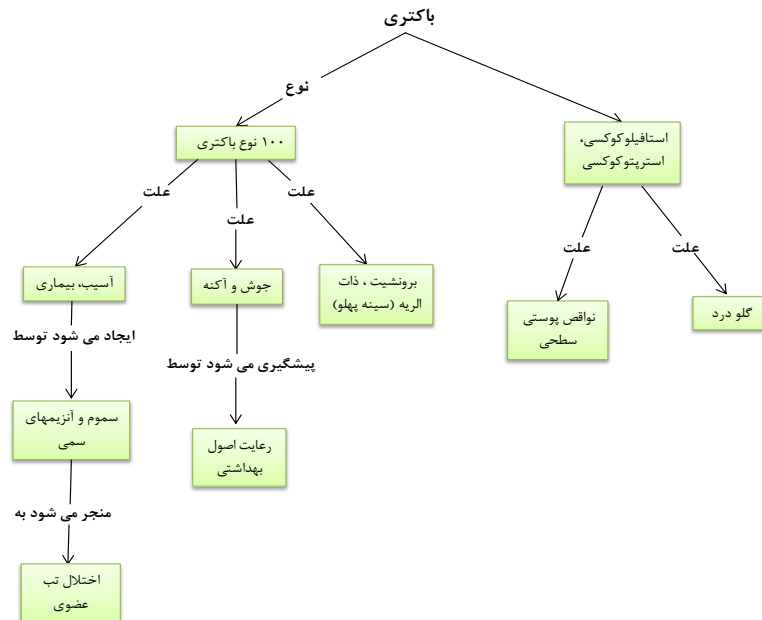 باکتری
نوع
۱۰۰ نوع باکتری
استافیلوکوکسی،
استرپتوکوکسی
علت
علت
علت
علت
علت
آسیب، بیماری
جوش و آکنه
برونشیت ، ذات
الریه (سینه پهلو)
نواقص پوستی
سطحی
گلو درد
ایجاد می شود توسط
پیشگیری می شود توسط
سموم و آنزیمهای
سمی
رعایت اصول
بهداشتی
منجر می شود به
اختلال تب
عضوی